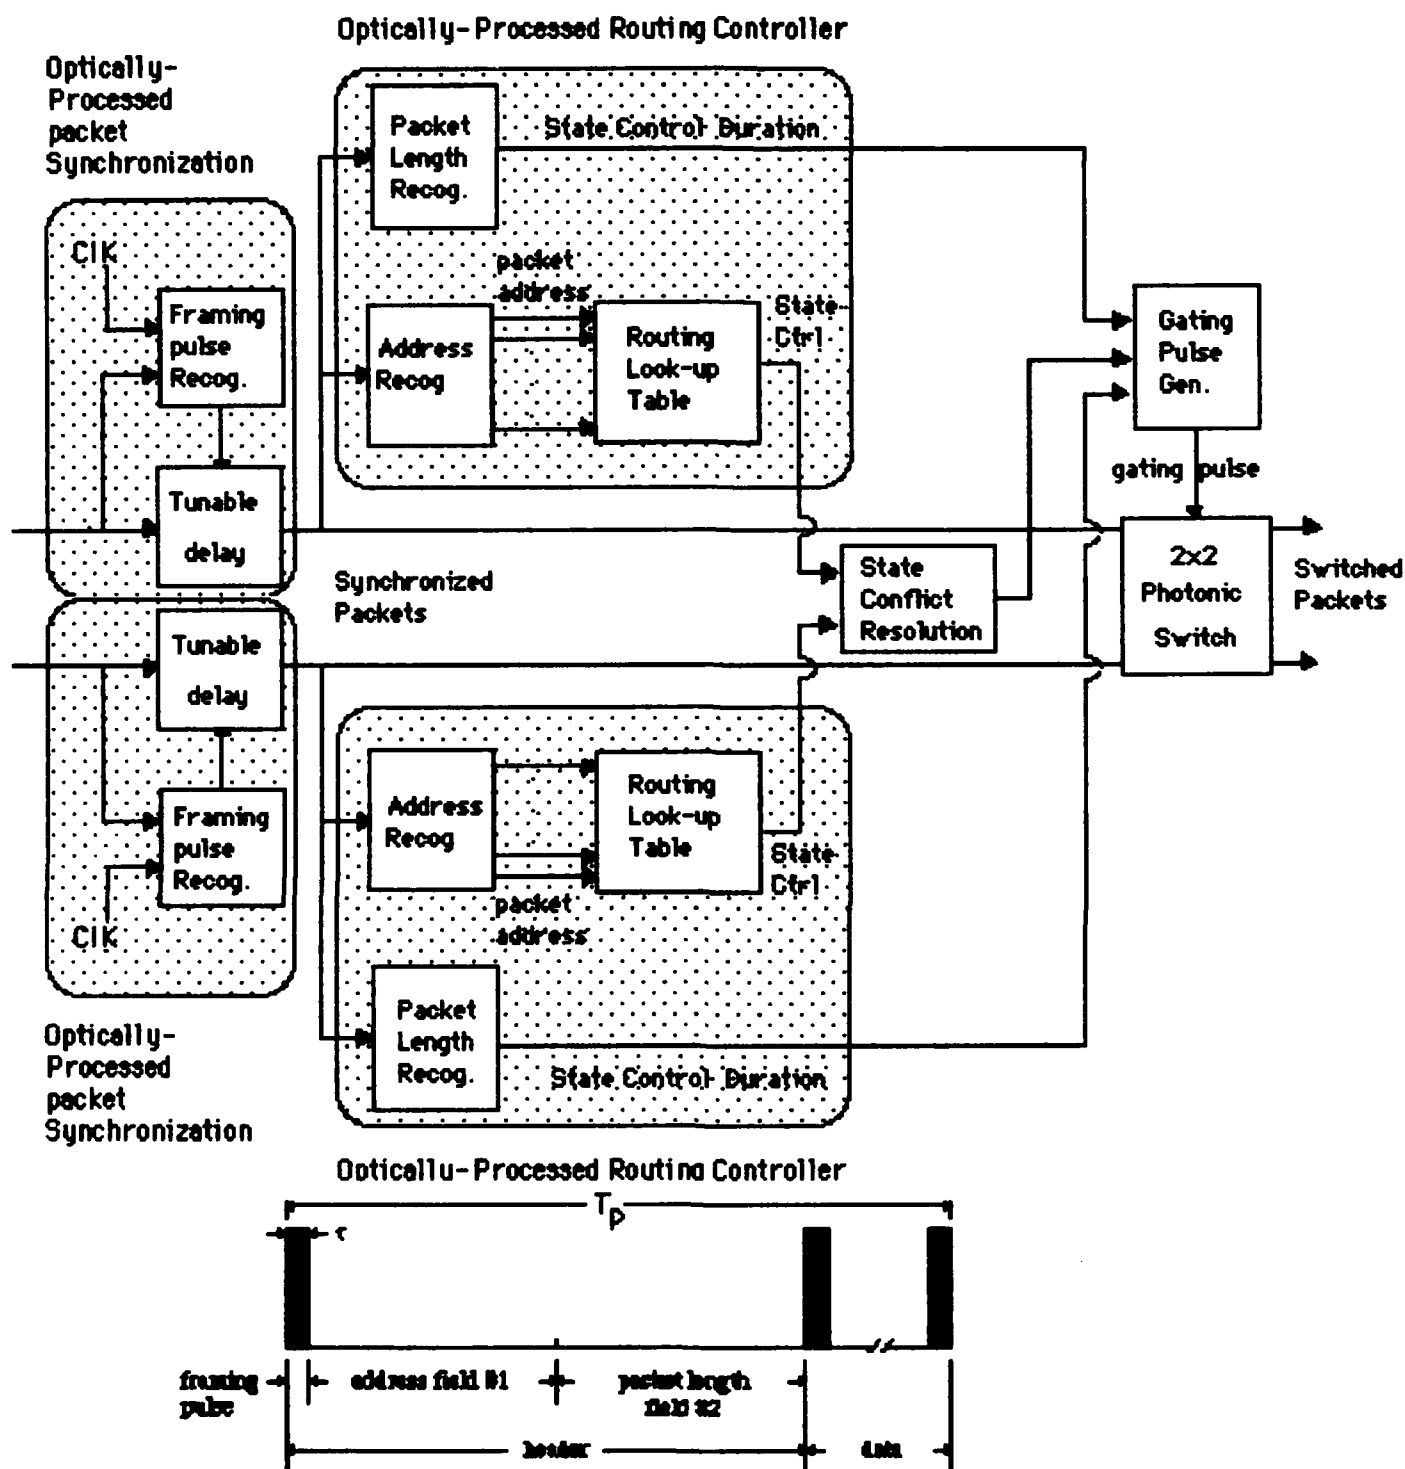 Optically-Processed Routing Controller
Optically-
Processed
packet
Synchronization
Packet
Length
Recog.
State Control Duration
ClK
Framing
pulse
Recog.
packet
address
Address
Recog
Routing
Look-up
Table
State
Ctrl
Gating
Pulse
Gen.
gating pulse
Tunable
delay
Synchronized
Packets
State
Conflict
Resolution
2x2
Photonic
Switch
Switched
Packets
Tunable
delay
Framing
pulse
Recog.
ClK
Address
Recog
Routing
Look-up
Table
State
Ctrl
packet
address
Packet
Length
Recog.
State Control Duration
Optically-
Processed
packet
Synchronization
Optically-Processed Routing Controller
Tp
τ
framing
pulse
address field #1
packet length
field #2
header
data